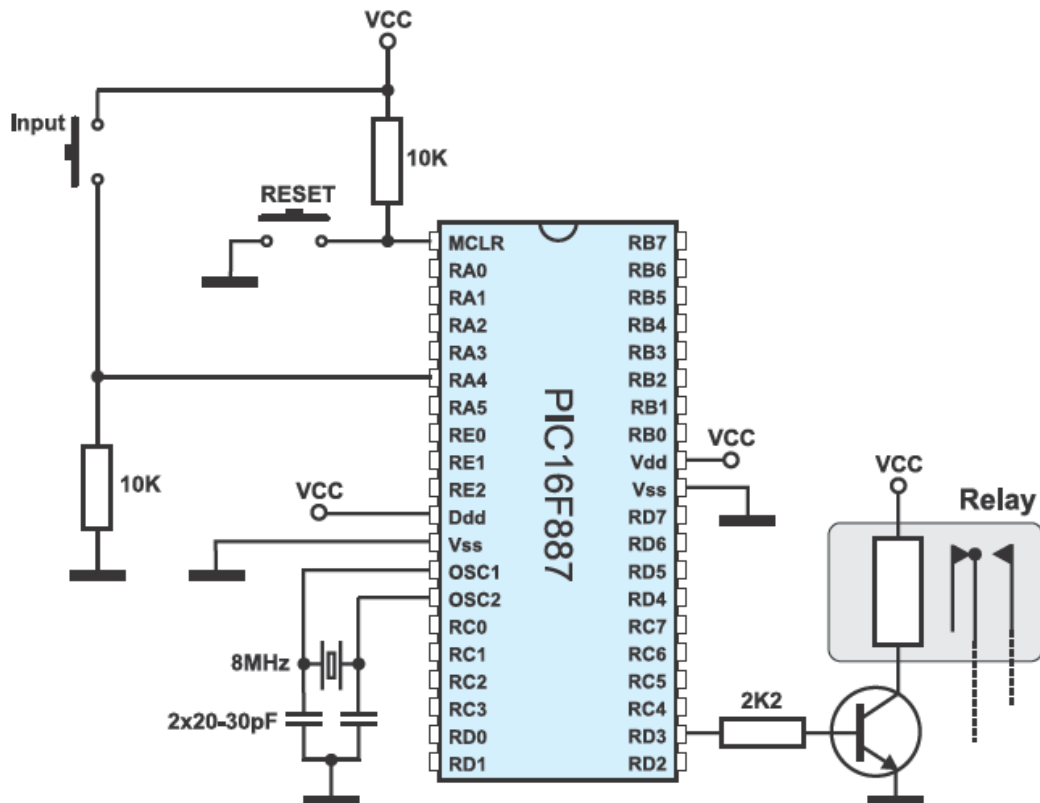 VCC
Input
10K
RESET
MCLR
RA0
RA1
RA2
RA3
RA4
RA5
RE0
RE1
RE2
Ddd
Vss
OSC1
OSC2
RC0
RC1
RC2
RC3
RD0
RD1
PIC16F887
RB7
RB6
RB5
RB4
RB3
RB2
RB1
RB0
Vdd
Vss
RD7
RD6
RD5
RD4
RC7
RC6
RC5
RC4
RD3
RD2
10K
VCC
8MHz
2x20-30pF
VCC
VCC
Relay
2K2